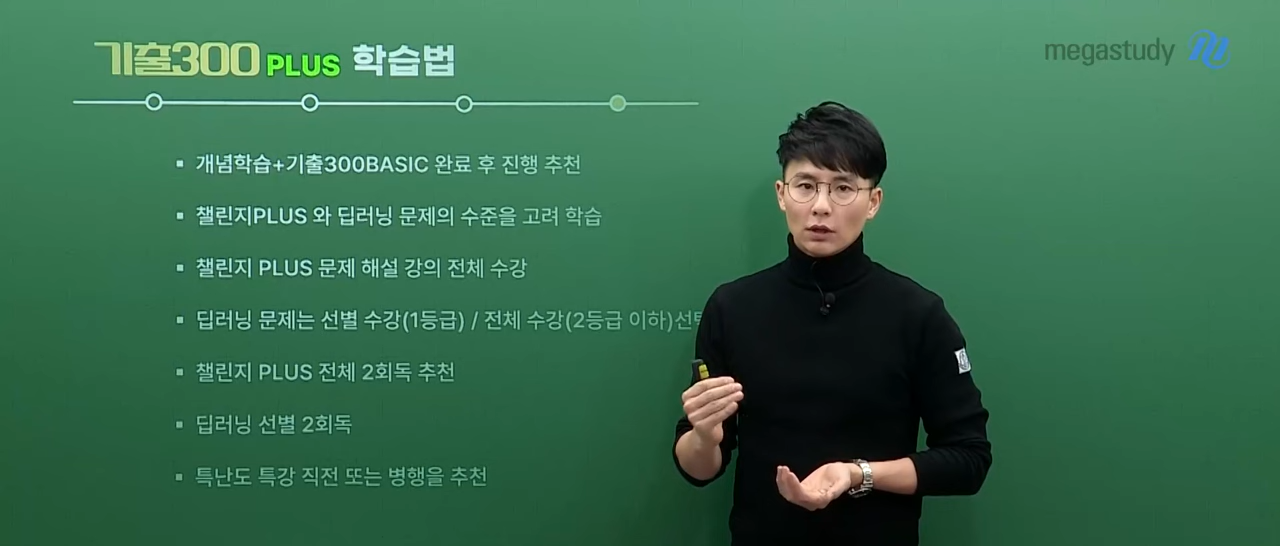 기출300 PLUS 학습법
megastudy
개념학습+기출300BASIC 완료 후 진행 추천
챌린지PLUS 와 딥러닝 문제의 수준을 고려 학습
챌린지 PLUS 문제 해설 강의 전체 수강
딥러닝 문제는 선별 수강(1등급) / 전체 수강(2등급 이하)선택
챌린지 PLUS 전체 2회독 추천
딥러닝 선별 2회독
특난도 특강 직전 또는 병행을 추천